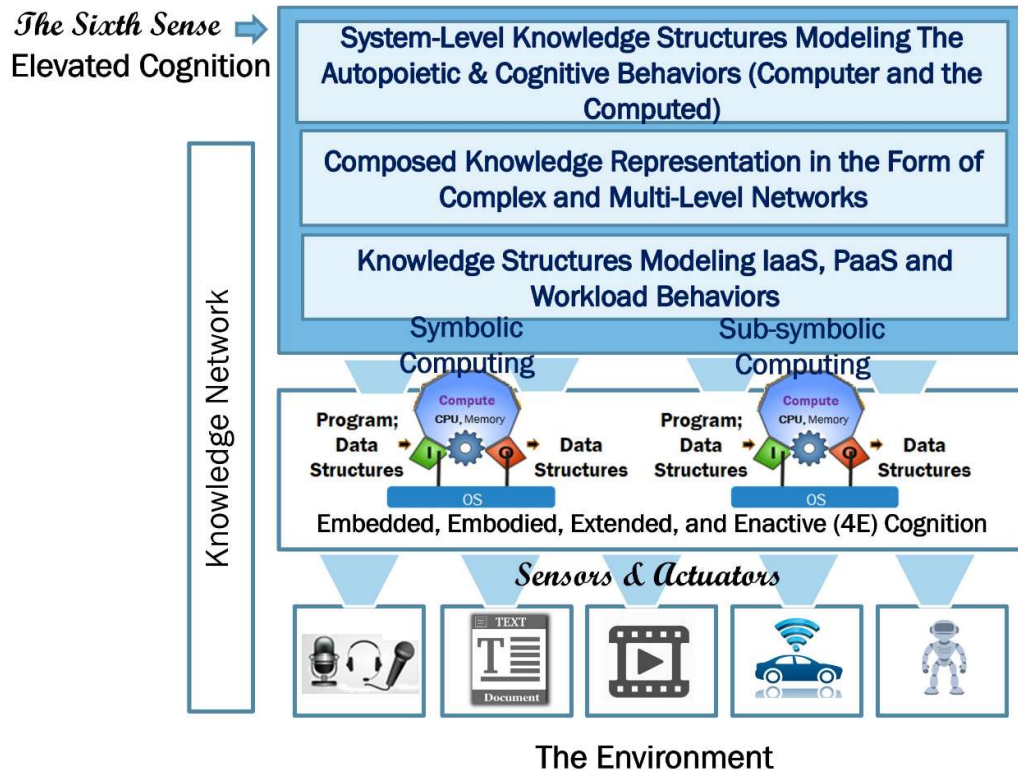 The Sixth Sense
Elevated Cognition
System-Level Knowledge Structures Modeling The
Autopoietic & Cognitive Behaviors (Computer and the
Computed)
Composed Knowledge Representation in the Form of
Complex and Multi-Level Networks
Knowledge Structures Modeling IaaS, PaaS and
Workload Behaviors
Knowledge Network
Symbolic
Computing
Sub-symbolic
Computing
Compute
CPU, Memory
Program;
Data
Structures
I
O
Data
Structures
OS
Compute
CPU, Memory
Program;
Data
Structures
I
O
Data
Structures
OS
Embedded, Embodied, Extended, and Enactive (4E) Cognition
Sensors & Actuators
TEXT
T
Document
The Environment